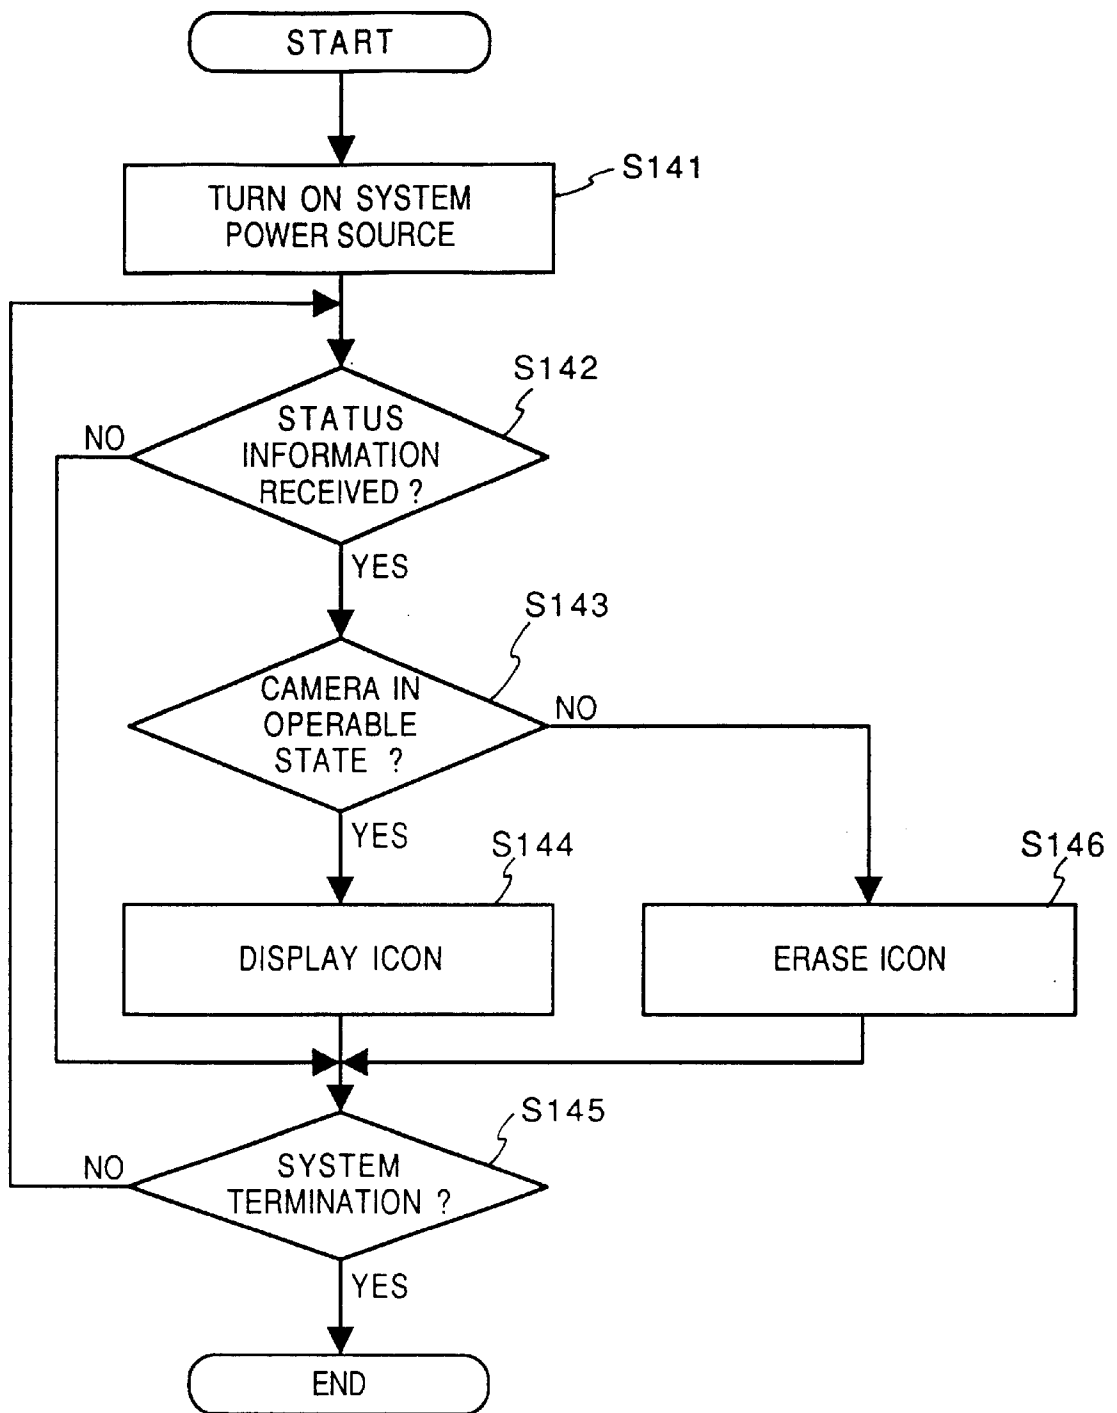 START
S141
TURN ON SYSTEM
POWER SOURCE
S142
STATUS
INFORMATION
RECEIVED ?
NO
YES
S143
CAMERA IN
OPERABLE
STATE ?
NO
YES
S144
S146
DISPLAY ICON
ERASE ICON
S145
SYSTEM
TERMINATION ?
NO
YES
END